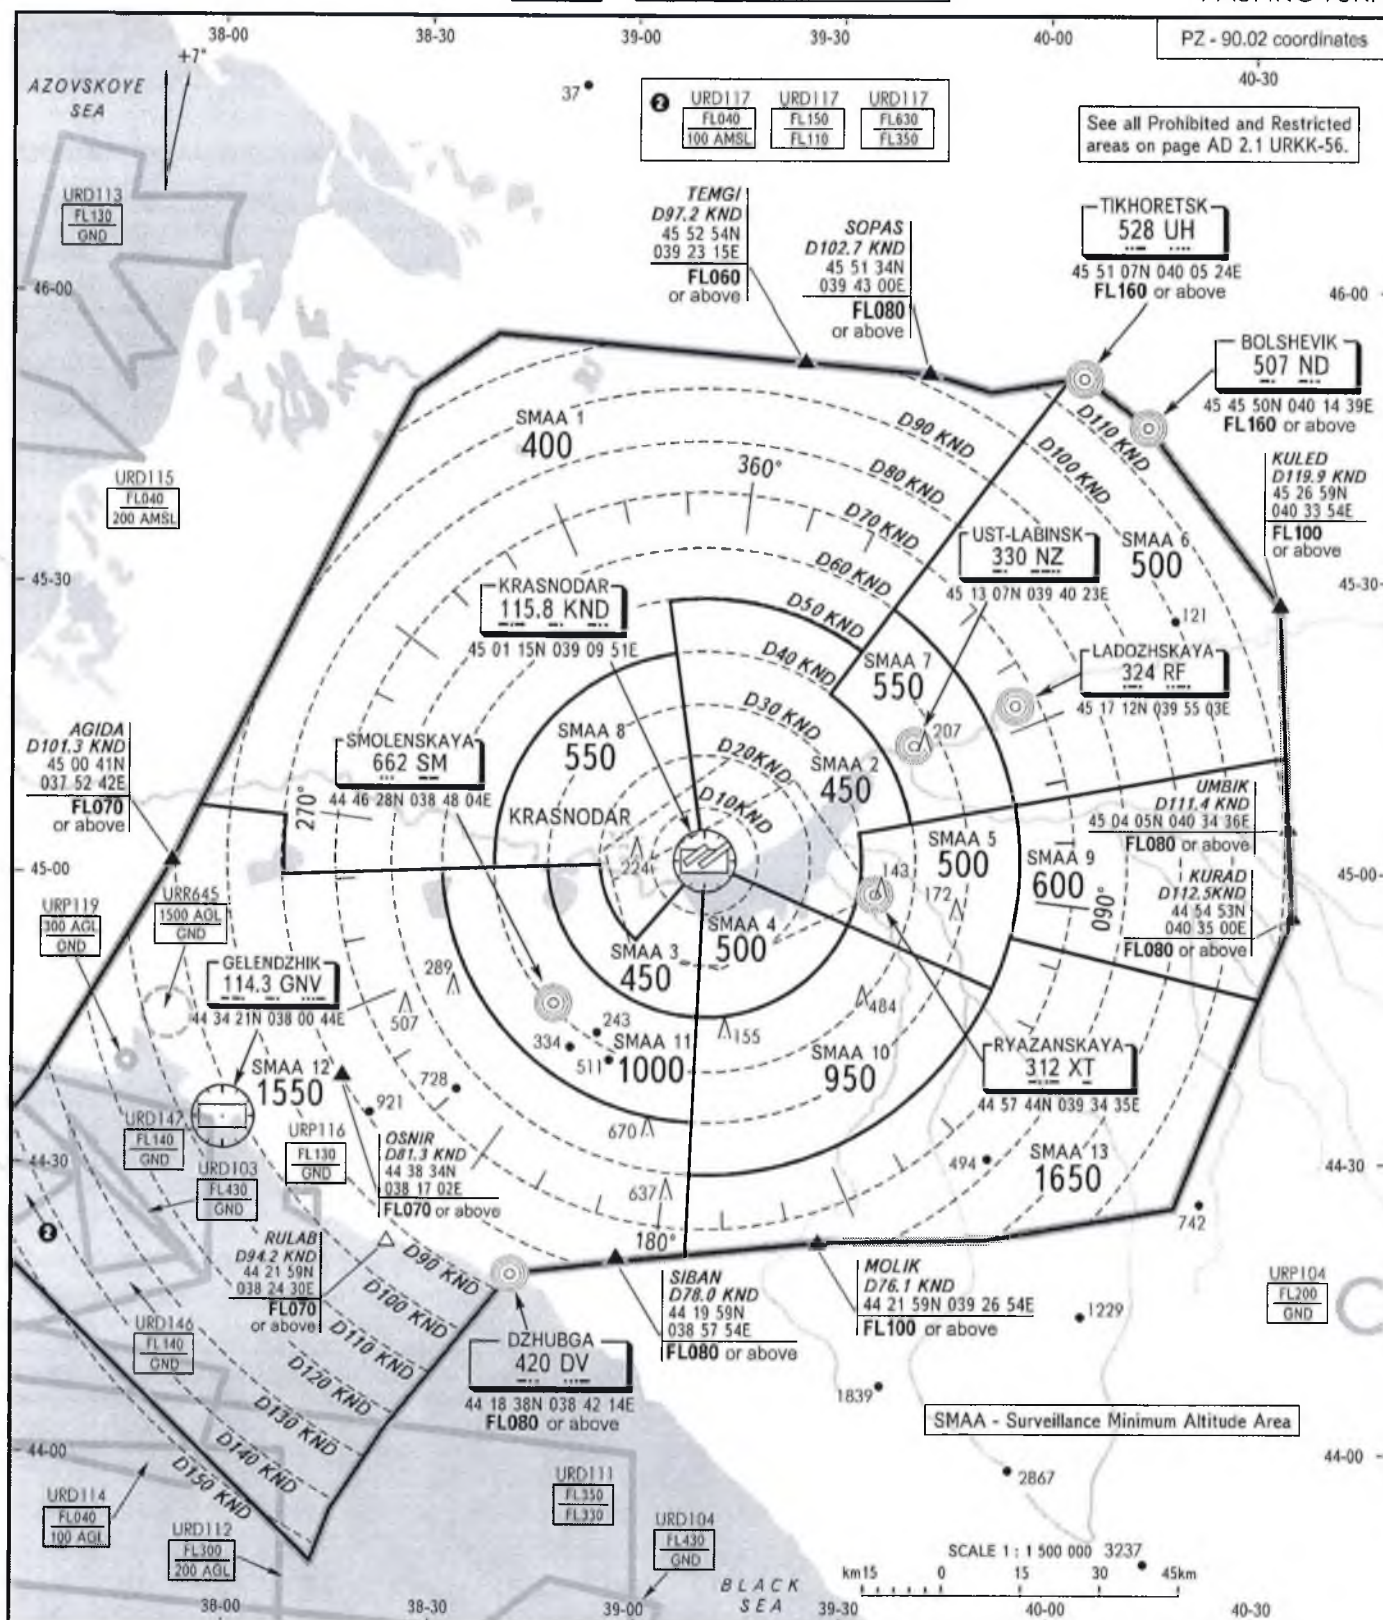 38-00
38-30
39-00
39-30
40-00
PZ - 90.02 coordinates
+7°
40-30
AZOVSKOYE
SEA
37
❷
URD117
FL040
100 AMSL
URD117
FL150
FL110
URD117
FL630
FL350
See all Prohibited and Restricted
areas on page AD 2.1 URKK-56.
URD113
FL130
GND
TEMGI
D97.2 KND
45 52 54N
039 23 15E
FL060
or above
SOPAS
D102.7 KND
45 51 34N
039 43 00E
FL080
or above
TIKHORETSK
528 UH
45 51 07N 040 05 24E
FL160 or above
46-00
46-00
BOLSHEVIK
507 ND
45 45 50N 040 14 39E
FL160 or above
SMAA 1
400
D90 KND
D80 KND
D70 KND
D60 KND
D50 KND
D40 KND
D30 KND
D20KND
D10KND
D110 KND
D100 KND
360°
KULED
D119.9 KND
45 26 59N
040 33 54E
FL100
or above
URD115
FL040
200 AMSL
UST-LABINSK
330 NZ
45 13 07N 039 40 23E
SMAA 6
500
45-30
45-30
KRASNODAR
115.8 KND
45 01 15N 039 09 51E
121
SMAA 7
550
LADOZHSKAYA
324 RF
45 17 12N 039 55 03E
AGIDA
D101.3 KND
45 00 41N
037 52 42E
FL070
or above
SMOLENSKAYA
662 SM
44 46 28N 038 48 04E
SMAA 8
550
207
SMAA 2
450
270°
KRASNODAR
UMBIK
D111.4 KND
45 04 05N 040 34 36E
FL080 or above
SMAA 5
500
SMAA 9
600
45-00
45-00
224
143
172
090°
KURAD
D112.5KND
44 54 53N
040 35 00E
FL080 or above
URP119
300 AGL
GND
URR645
1500 AGL
GND
SMAA 4
500
SMAA 3
450
GELENDZHIK
114.3 GNV
44 34 21N 038 00 44E
289
507
243
334
511
155
484
SMAA 11
1000
SMAA 10
950
RYAZANSKAYA
312 XT
44 57 44N 039 34 35E
SMAA 12
1550
728
921
670
URD147
FL140
GND
URP116
FL130
GND
OSNIR
D81.3 KND
44 38 34N
038 17 02E
FL070 or above
44-30
44-30
URD103
FL430
GND
494
SMAA 13
1650
637
742
❷
RULAB
D94.2 KND
44 21 59N
038 24 30E
FL070
or above
180°
D90 KND
D100 KND
D110 KND
D120 KND
D130 KND
D140 KND
D150 KND
SIBAN
D78.0 KND
44 19 59N
038 57 54E
FL080 or above
MOLIK
D76.1 KND
44 21 59N 039 26 54E
FL100 or above
URP104
FL200
GND
1229
URD146
FL140
GND
DZHUBGA
420 DV
44 18 38N 038 42 14E
FL080 or above
1839
SMAA - Surveillance Minimum Altitude Area
44-00
44-00
2867
URD114
FL040
100 AGL
URD111
FL350
FL330
URD112
FL300
200 AGL
URD104
FL430
GND
SCALE 1 : 1 500 000
3237
km15 0 15 30 45km
BLACK
SEA
38-00
38-30
39-00
39-30
40-00
40-30